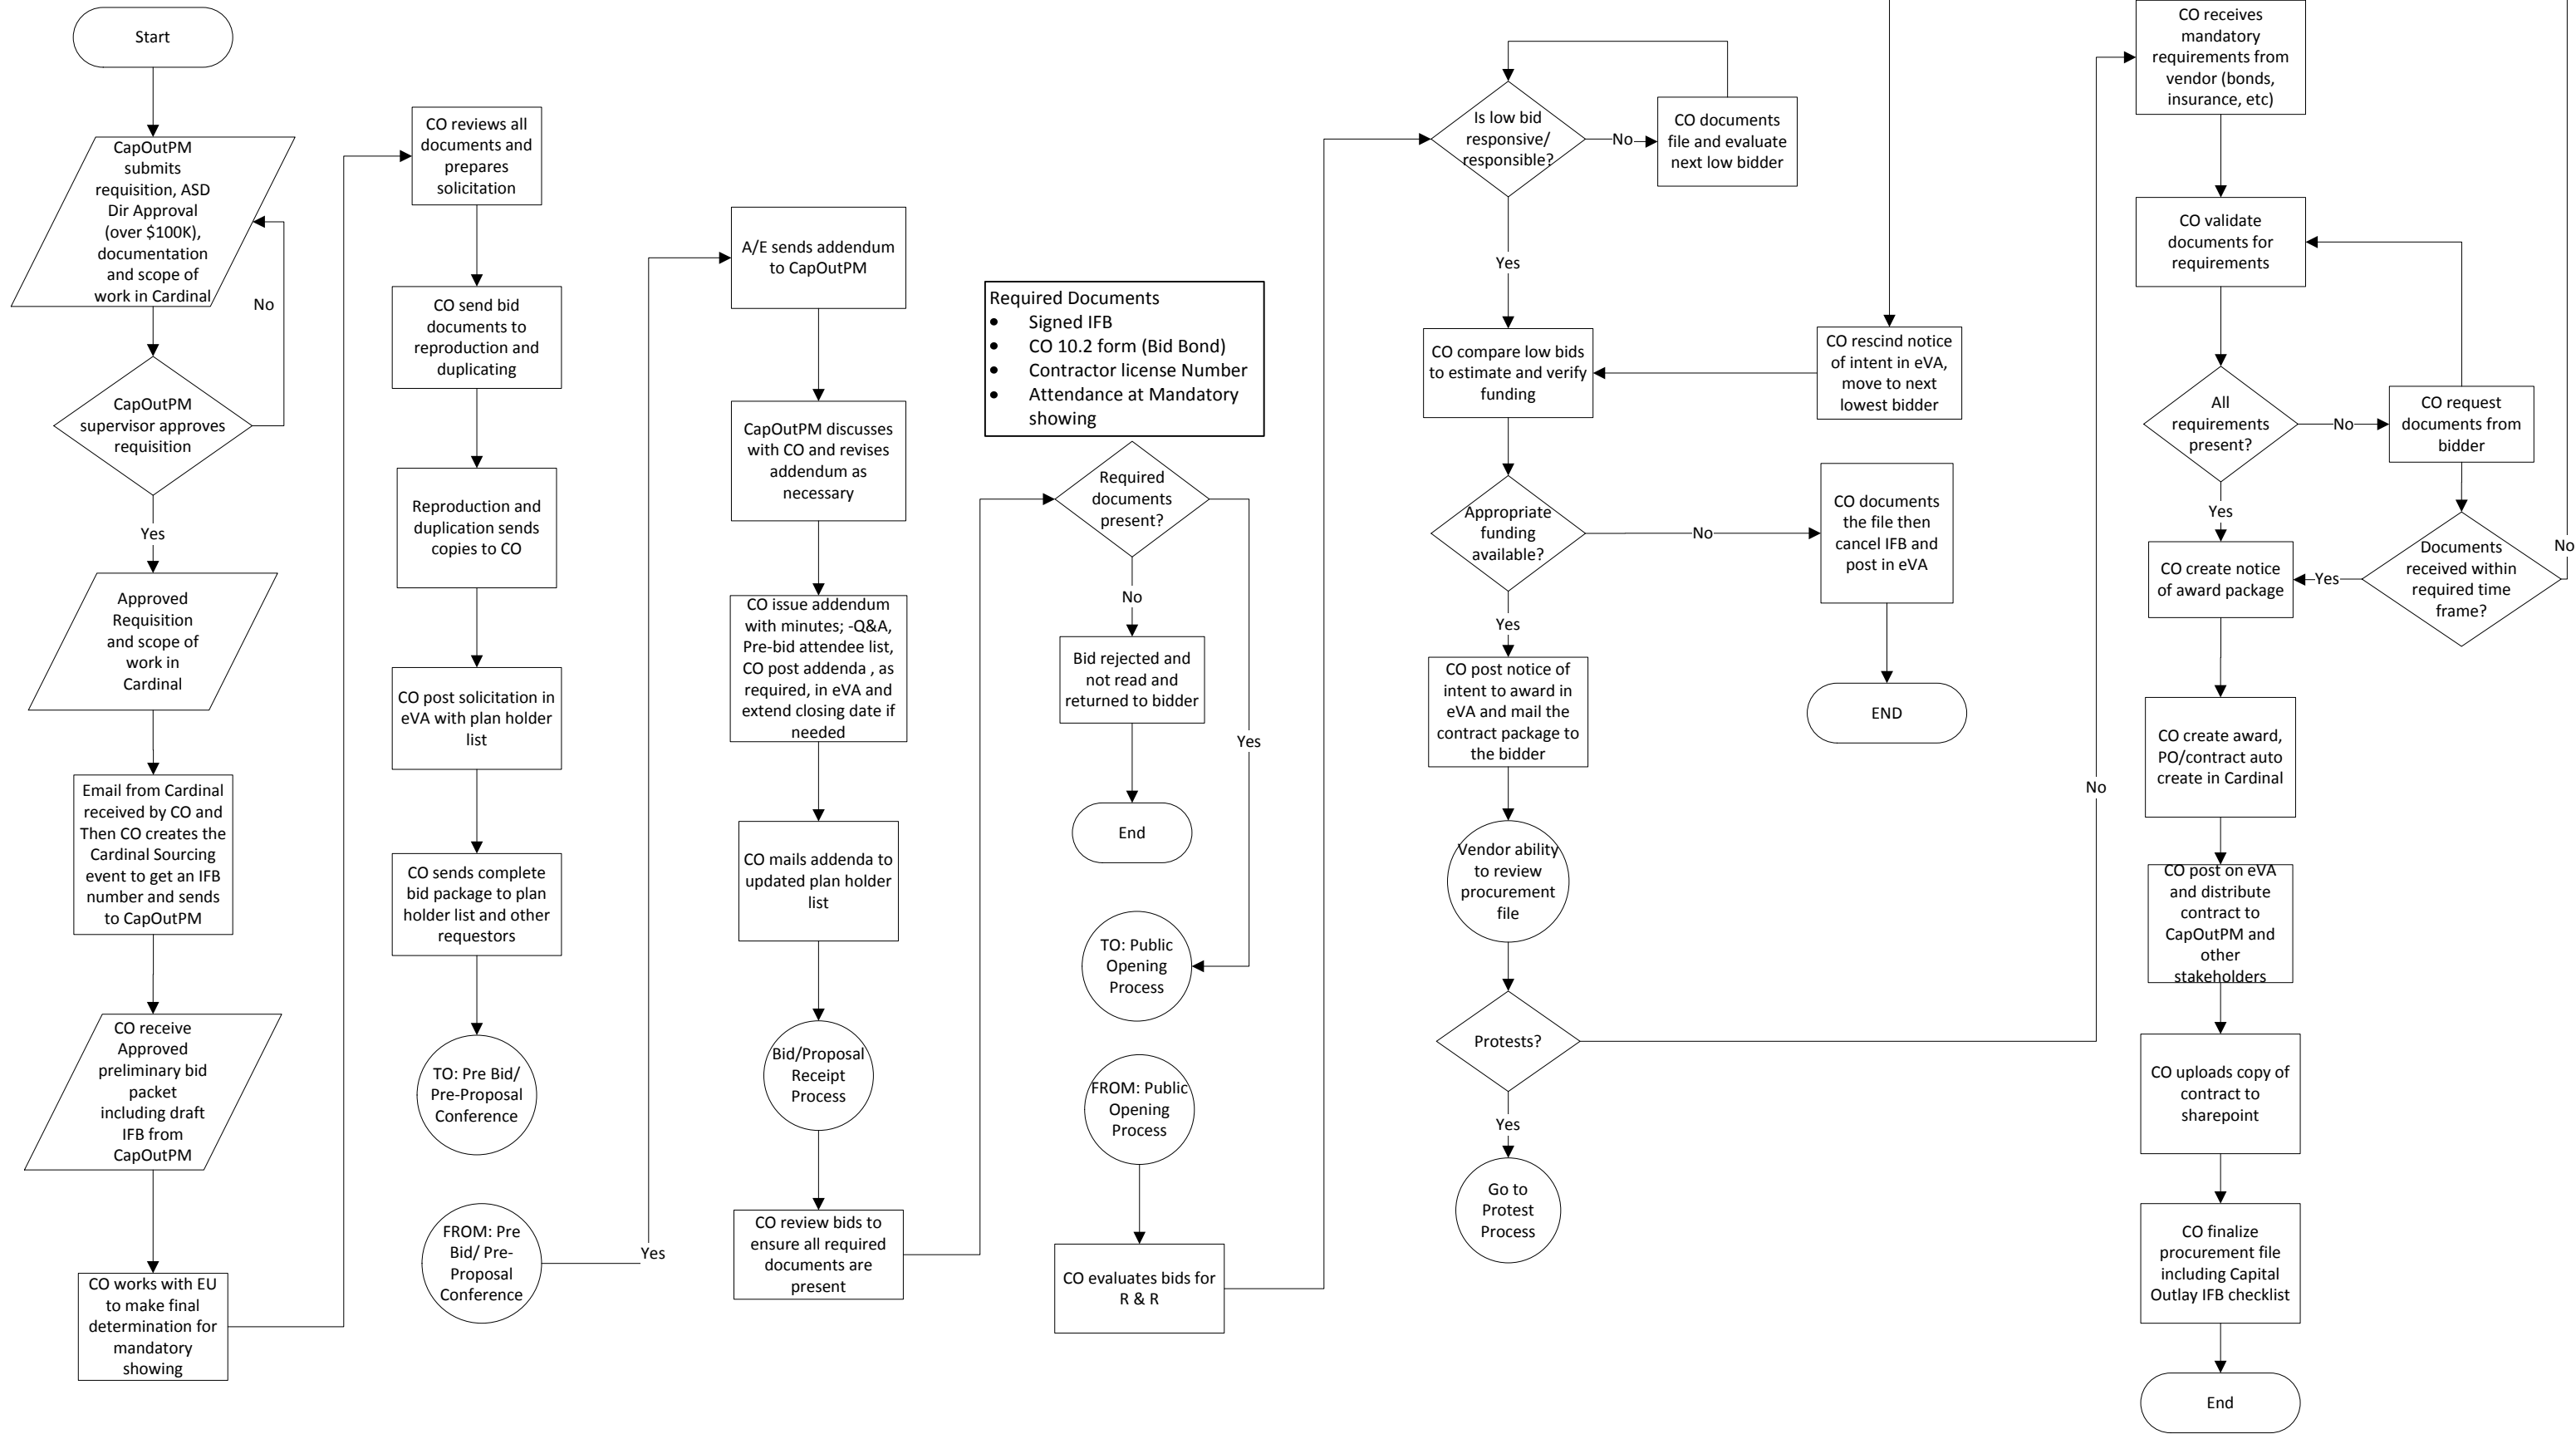 Start
CapOutPM
submits
requisition, ASD
Dir Approval
(over $100K),
documentation
and scope of
work in Cardinal
No
CapOutPM
supervisor approves
requisition
Yes
Approved
Requisition
and scope of
work in
Cardinal
Email from Cardinal
received by CO and
Then CO creates the
Cardinal Sourcing
event to get an IFB
number and sends
to CapOutPM
CO receive
Approved
preliminary bid
packet
including draft
IFB from
CapOutPM
CO works with EU
to make final
determination for
mandatory
showing
CO reviews all
documents and
prepares
solicitation
CO send bid
documents to
reproduction and
duplicating
Reproduction and
duplication sends
copies to CO
CO post solicitation in
eVA with plan holder
list
CO sends complete
bid package to plan
holder list and other
requestors
TO: Pre Bid/
Pre-Proposal
Conference
FROM: Pre
Bid/ Pre-
Proposal
Conference
Yes
A/E sends addendum
to CapOutPM
CapOutPM discusses
with CO and revises
addendum as
necessary
CO issue addendum
with minutes; -Q&A,
Pre-bid attendee list,
CO post addenda , as
required, in eVA and
extend closing date if
needed
CO mails addenda to
updated plan holder
list
Bid/Proposal
Receipt
Process
CO review bids to
ensure all required
documents are
present
Required Documents
• Signed IFB
• CO 10.2 form (Bid Bond)
• Contractor license Number
• Attendance at Mandatory
showing
Required
documents
present?
No
Bid rejected and
not read and
returned to bidder
End
Yes
TO: Public
Opening
Process
FROM: Public
Opening
Process
CO evaluates bids for
R & R
Is low bid
responsive/
responsible?
No
CO documents
file and evaluate
next low bidder
Yes
CO compare low bids
to estimate and verify
funding
CO rescind notice
of intent in eVA,
move to next
lowest bidder
Appropriate
funding
available?
No
CO documents
the file then
cancel IFB and
post in eVA
END
Yes
CO post notice of
intent to award in
eVA and mail the
contract package to
the bidder
Vendor ability
to review
procurement
file
Protests?
No
Yes
Go to
Protest
Process
CO receives
mandatory
requirements from
vendor (bonds,
insurance, etc)
CO validate
documents for
requirements
All
requirements
present?
No
CO request
documents from
bidder
Yes
Documents
received within
required time
frame?
No
Yes
CO create notice
of award package
CO create award,
PO/contract auto
create in Cardinal
CO post on eVA
and distribute
contract to
CapOutPM and
other
stakeholders
CO uploads copy of
contract to
sharepoint
CO finalize
procurement file
including Capital
Outlay IFB checklist
End